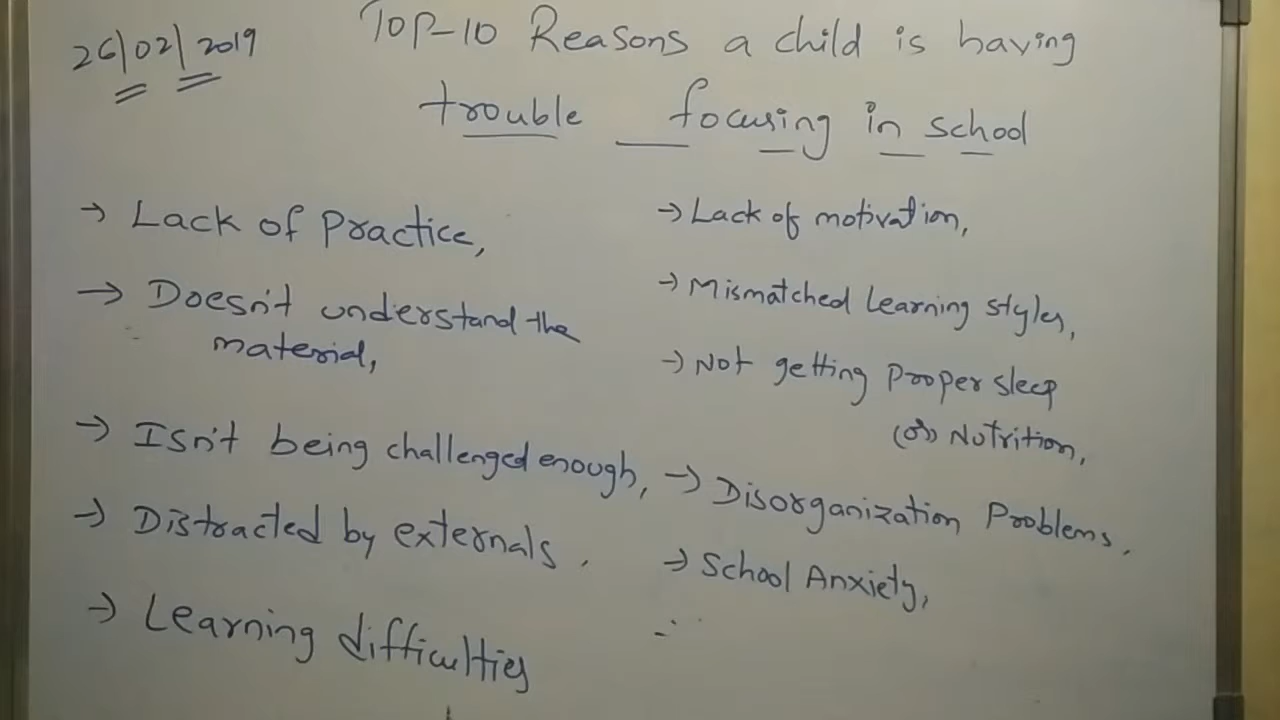 26/02/2019
Top-10 Reasons a child is having
trouble focusing in school
→ Lack of Practice,
→ Doesn't understand the
material,
→ Isn't being challenged enough,
→ Distracted by externals.
→ Learning difficulties
→ Lack of motivation,
→ Mismatched Learning styles,
→ Not getting Proper sleep
(or) Nutrition,
→ Disorganization Problems.
→ School Anxiety,